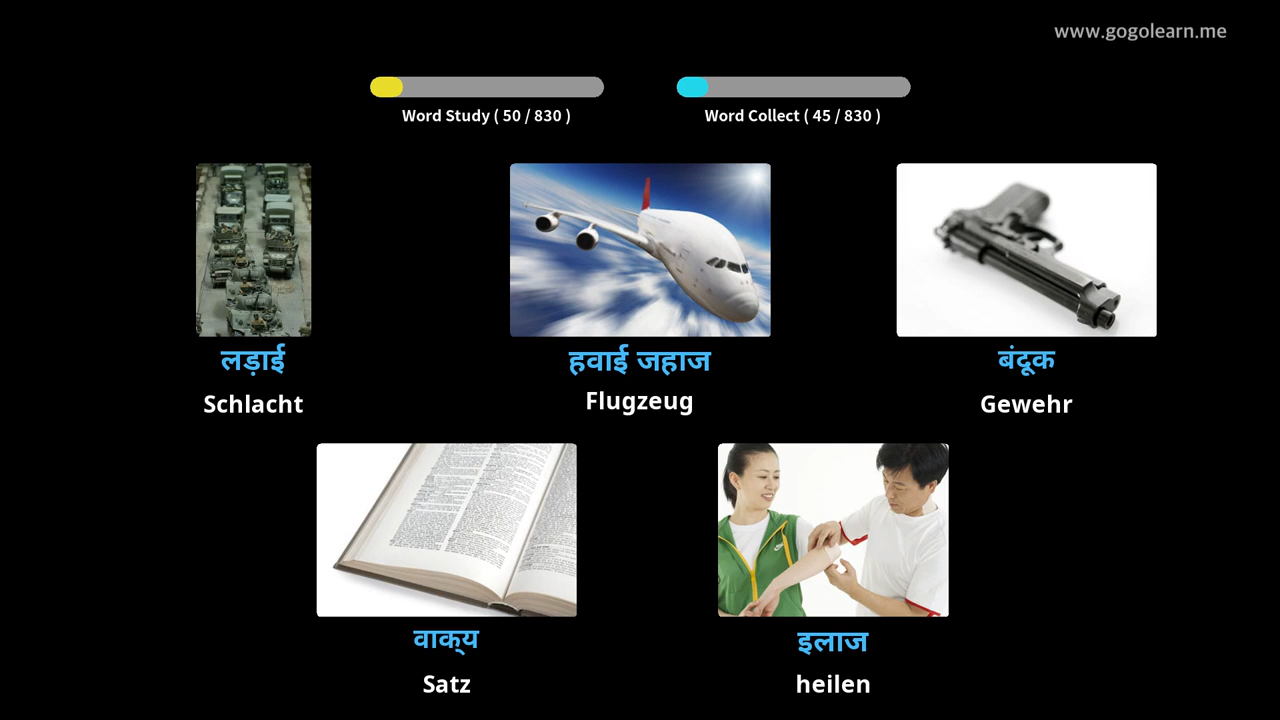 www.gogolearn.me
Word Study ( 50 / 830 )
Word Collect ( 45 / 830 )
लड़ाई
हवाई जहाज
बंदूक
Schlacht
Flugzeug
Gewehr
वाक्य
इलाज
Satz
heilen